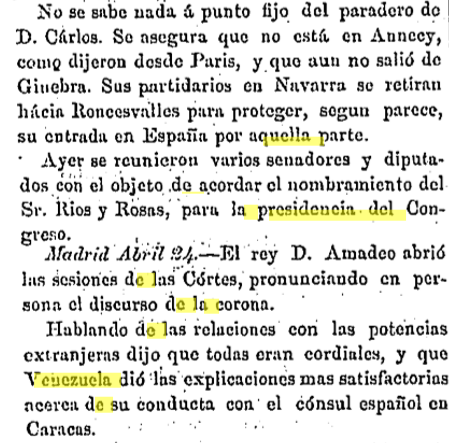 No se sabe nada á punto fijo del paradero de
D. Cárlos. Se asegura que no está en Annecy,
como dijeron desde Paris, y que aun no salió de
Ginebra. Sus partidarios en Navarra se retiran
hácia Roncesvalles para proteger, segun parece,
su entrada en España por aquella parte.
Ayer se reunieron varios senadores y diputa-
dos con el objeto de acordar el nombramiento del
Sr. Rios y Rosas, para la presidencia del Con-
greso.
Madrid Abril 24.—El rey D. Amadeo abrió
las sesiones de las Córtes, pronunciando en per-
sona el discurso de la corona.
Hablando de las relaciones con las potencias
extranjeras dijo que todas eran cordiales, y que
Venezuela dió las explicaciones mas satisfactorias
acerca de su conducta con el cónsul español en
Caracas.